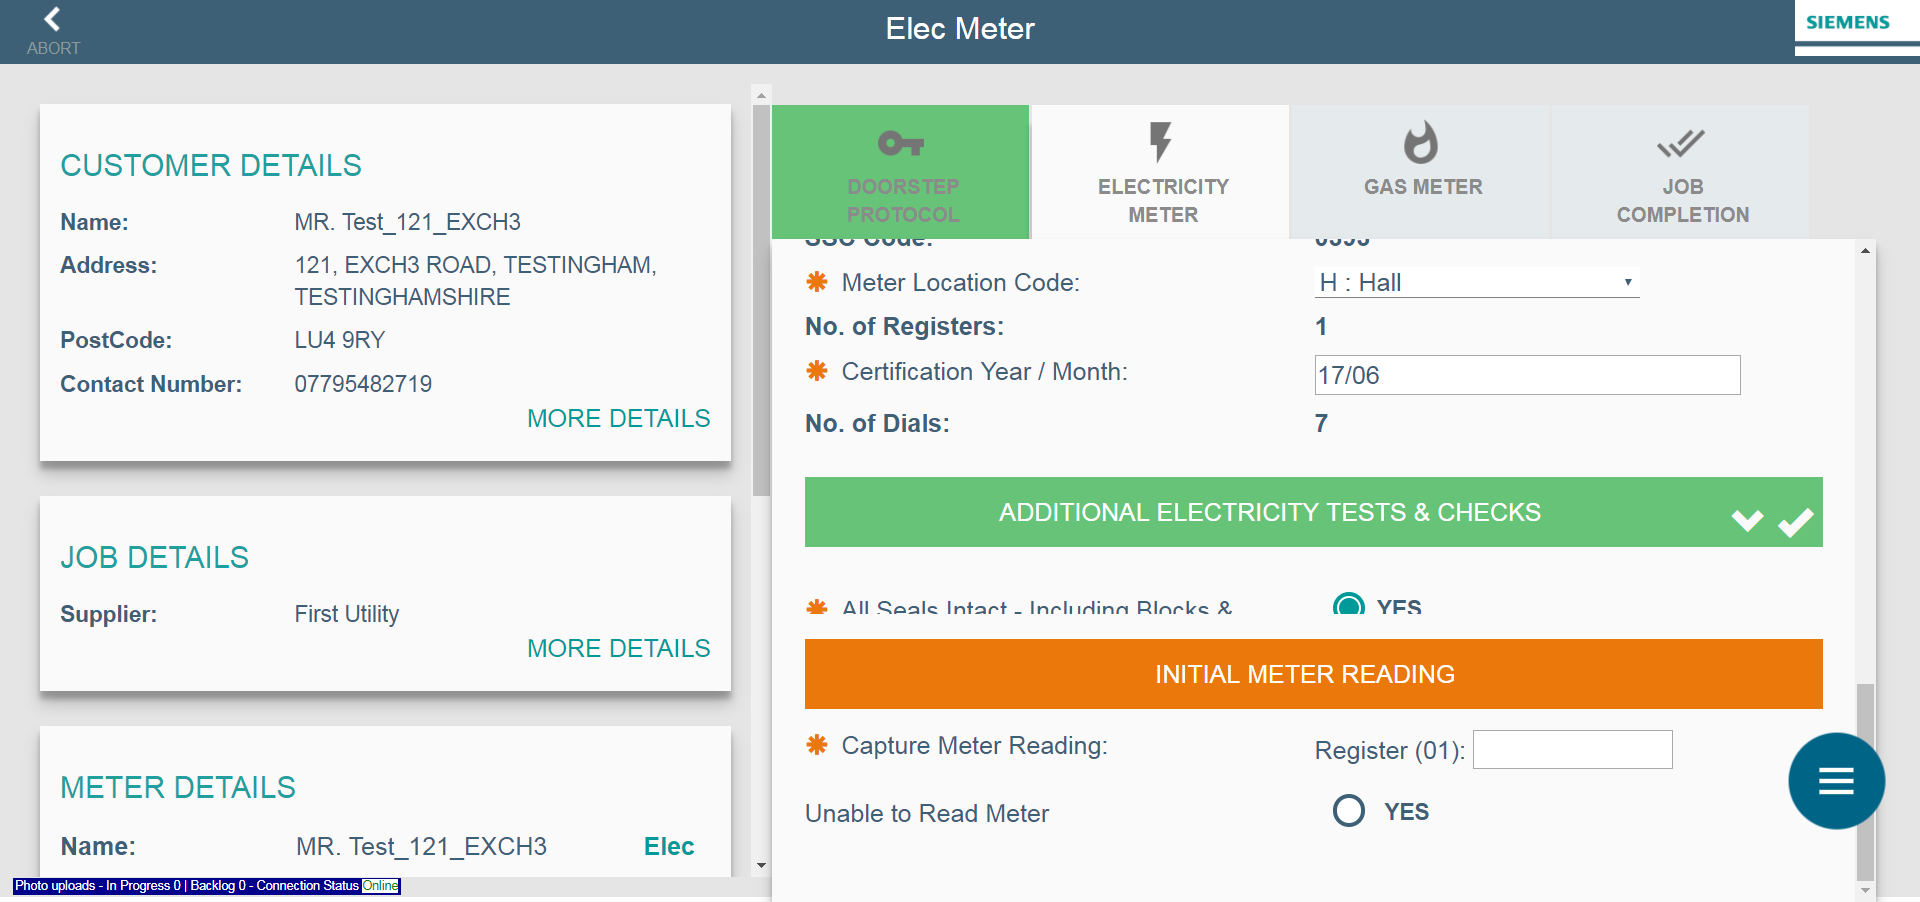 ABORT
Elec Meter
SIEMENS
CUSTOMER DETAILS
Name: MR. Test_121_EXCH3
Address: 121, EXCH3 ROAD, TESTINGHAM,
TESTINGHAMSHIRE
PostCode: LU4 9RY
Contact Number: 07795482719
MORE DETAILS
JOB DETAILS
Supplier: First Utility
MORE DETAILS
METER DETAILS
Name: MR. Test_121_EXCH3 Elec
Photo uploads - In Progress 0 | Backlog 0 - Connection Status Online
DOORSTEP
PROTOCOL
ELECTRICITY
METER
GAS METER
JOB
COMPLETION
SSC Code: 0393
✱ Meter Location Code: H : Hall
No. of Registers: 1
✱ Certification Year / Month: 17/06
No. of Dials: 7
ADDITIONAL ELECTRICITY TESTS & CHECKS
✱ All Seals Intact - Including Blocks & YES
INITIAL METER READING
✱ Capture Meter Reading: Register (01):
Unable to Read Meter YES